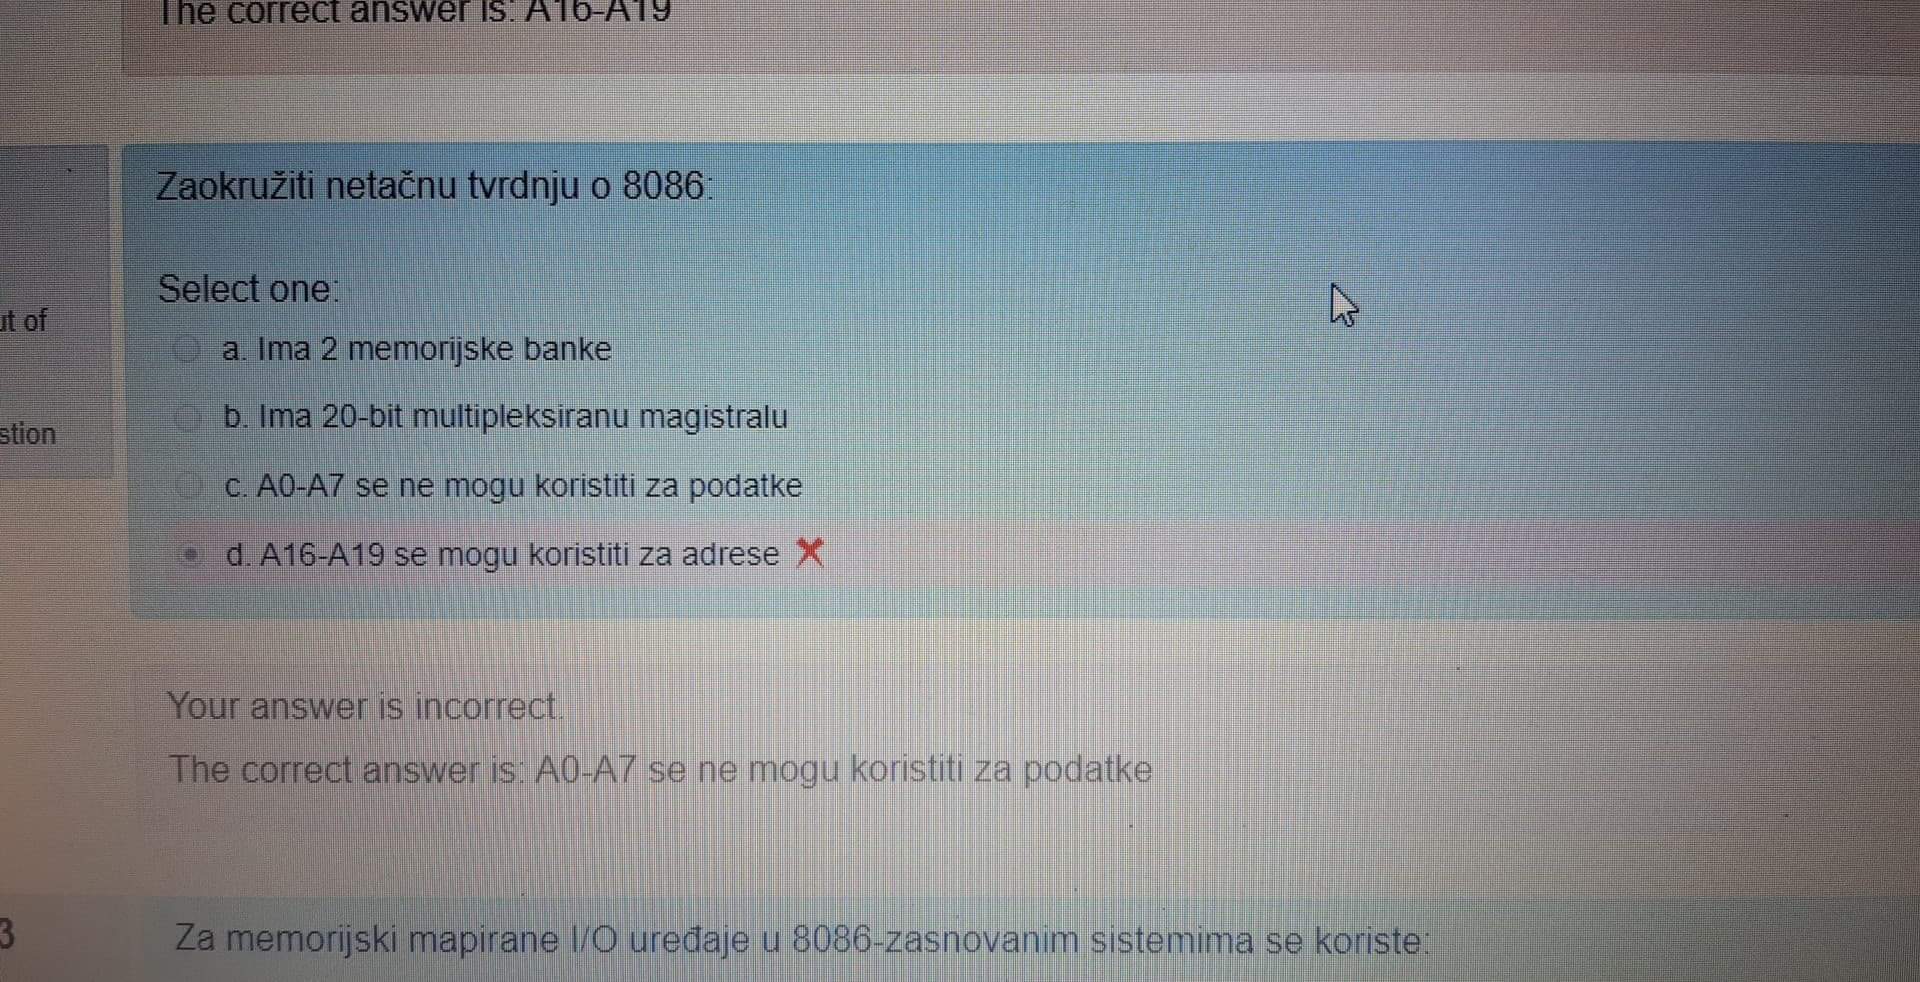 The correct answer is: A16-A19
Zaokružiti netačnu tvrdnju o 8086:
Select one:
ut of
a. Ima 2 memorijske banke
b. Ima 20-bit multipleksiranu magistralu
stion
c. A0-A7 se ne mogu koristiti za podatke
d. A16-A19 se mogu koristiti za adrese
Your answer is incorrect.
The correct answer is: A0-A7 se ne mogu koristiti za podatke
3
Za memorijski mapirane I/O uređaje u 8086-zasnovanim sistemima se koriste: